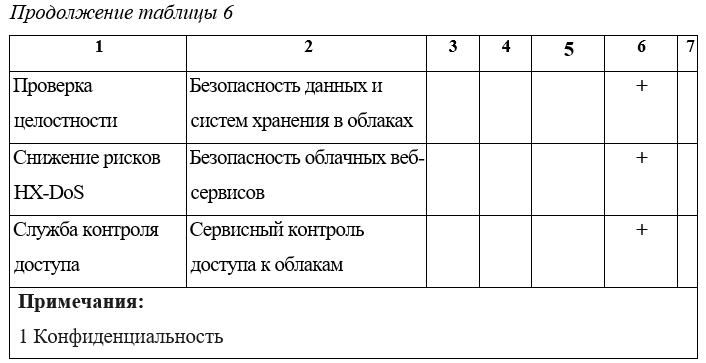 Продолжение таблицы 6
1 2 3 4 5 6 7
Проверка целостности Безопасность данных и систем хранения в облаках +
Снижение рисков HX-DoS Безопасность облачных веб-сервисов +
Служба контроля доступа Сервисный контроль доступа к облакам +
Примечания:
1 Конфиденциальность